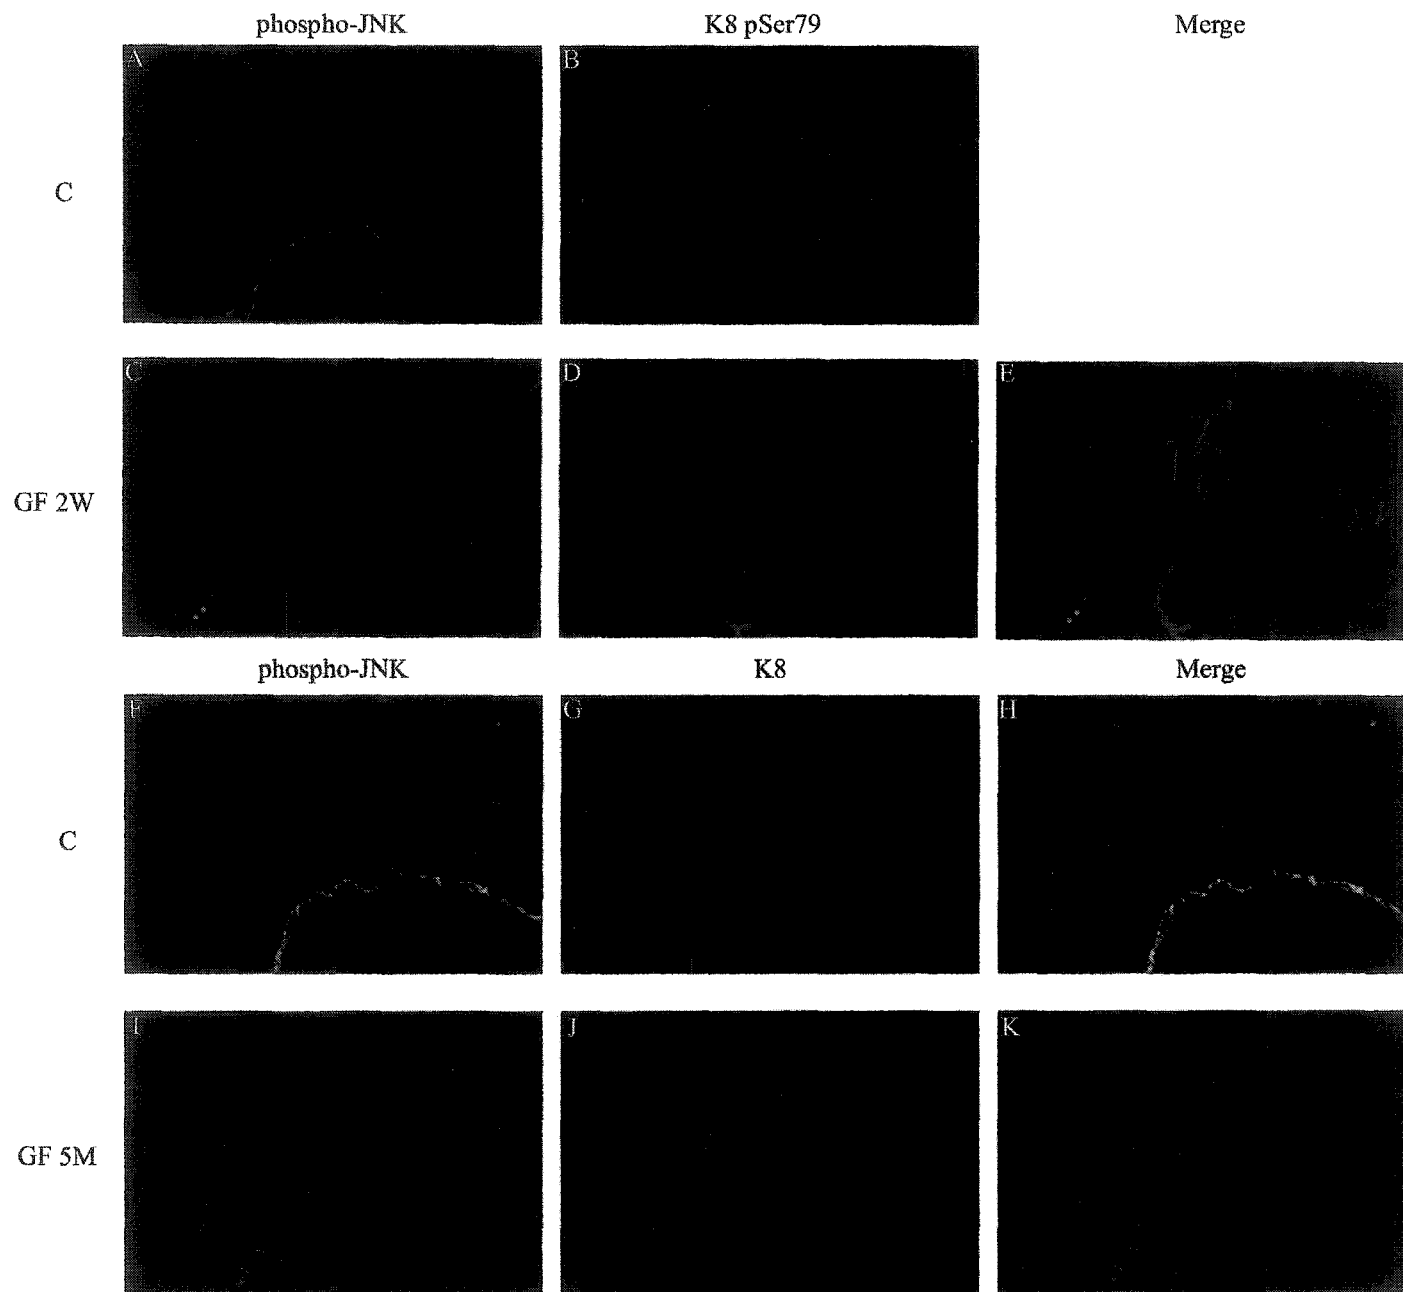 phospho-JNK K8 pSer79 Merge
A B
C
C D E
GF 2W
phospho-JNK K8 Merge
F G H
C
I J K
GF 5M